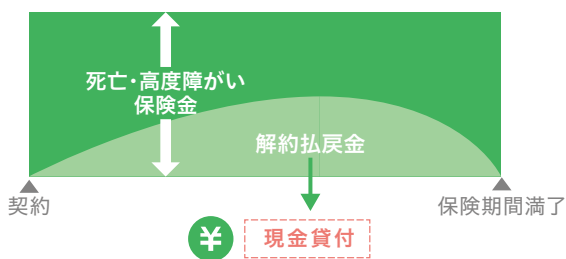 死亡・高度障がい
保険金
解約払戻金
契約
保険期間満了
¥
現金貸付